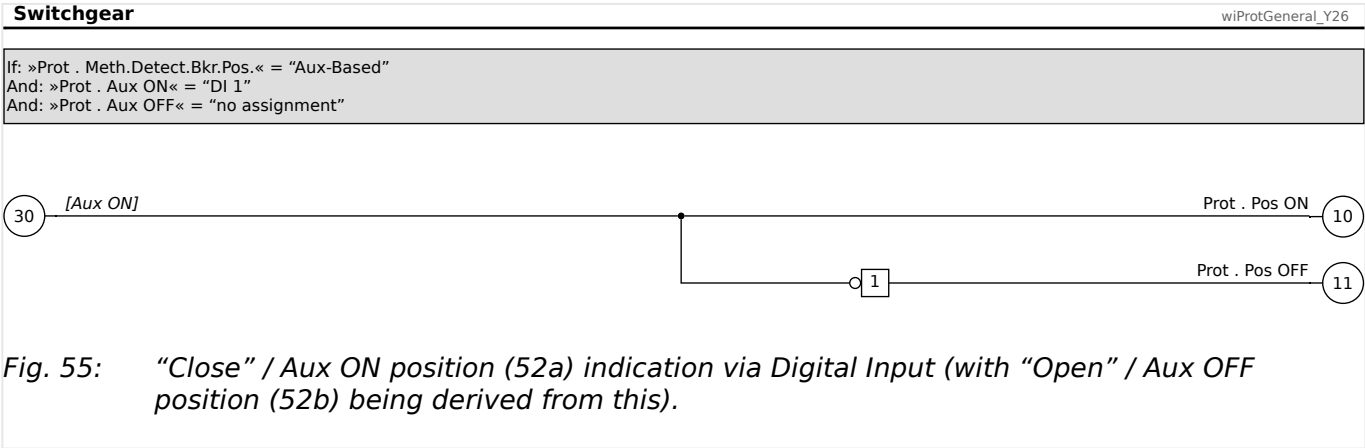 Switchgear
wiProtGeneral_Y26
If: »Prot . Meth.Detect.Bkr.Pos.« = “Aux-Based”
And: »Prot . Aux ON« = “DI 1”
And: »Prot . Aux OFF« = “no assignment”
30
[Aux ON]
Prot . Pos ON
10
1
Prot . Pos OFF
11
Fig. 55: “Close” / Aux ON position (52a) indication via Digital Input (with “Open” / Aux OFF
position (52b) being derived from this).